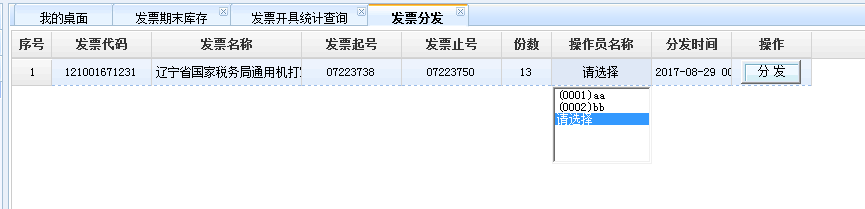 我的桌面 发票期末库存 发票开具统计查询 发票分发
序号 发票代码 发票名称 发票起号 发票止号 份数 操作员名称 分发时间 操作
1 121001671231 辽宁省国家税务局通用机打 07223738 07223750 13 请选择 2017-08-29 00 分发
(0001)aa
(0002)bb
请选择